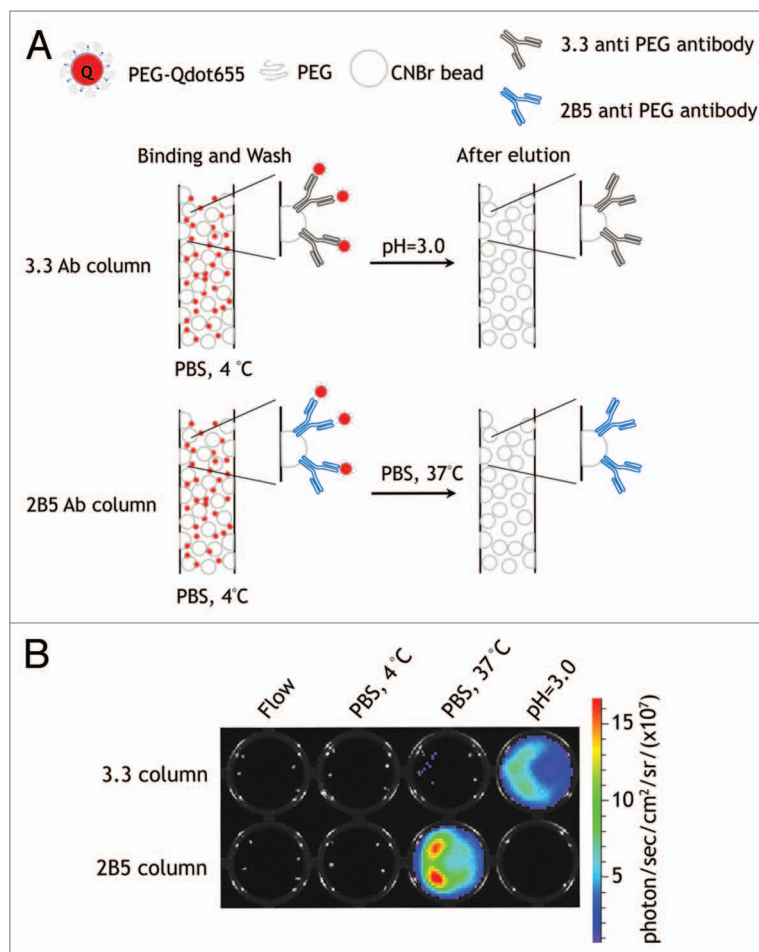 A
Q
PEG-Qdot655
PEG
CNBr bead
3.3 anti PEG antibody
2B5 anti PEG antibody
Binding and Wash
After elution
3.3 Ab column
pH=3.0
PBS, 4 °C
2B5 Ab column
PBS, 37°C
PBS, 4°C
B
Flow
PBS, 4°C
PBS, 37°C
pH=3.0
3.3 column
2B5 column
15
10
5
photon/sec/cm²/sr/(x10⁷)